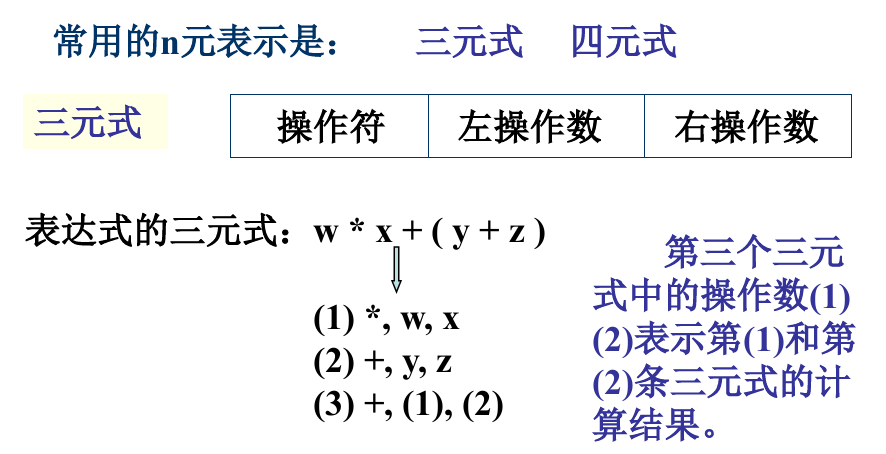 常用的n元表示是： 三元式 四元式
三元式 操作符 左操作数 右操作数
表达式的三元式：w * x + ( y + z )
(1) *, w, x
(2) +, y, z
(3) +, (1), (2)
第三个三元
式中的操作数(1)
(2)表示第(1)和第
(2)条三元式的计
算结果。